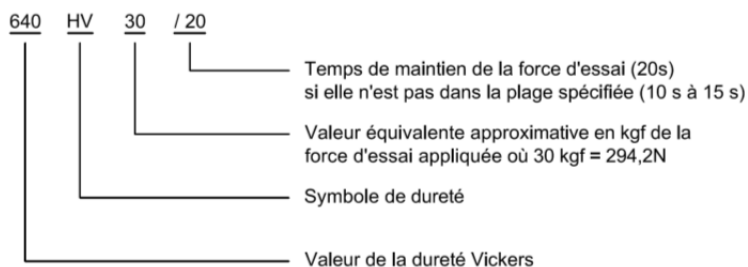 640 HV 30 / 20
Temps de maintien de la force d'essai (20s)
si elle n'est pas dans la plage spécifiée (10 s à 15 s)
Valeur équivalente approximative en kgf de la
force d'essai appliquée où 30 kgf = 294,2N
Symbole de dureté
Valeur de la dureté Vickers